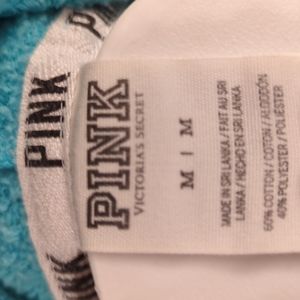 PINK
PINK
PINK
VICTORIA'S SECRET
M | M
MADE IN SRI LANKA / FAIT AU SRI
LANKA / HECHO EN SRI LANKA
60% COTTON / COTON / ALGODÓN
40% POLYESTER / POLIÉSTER